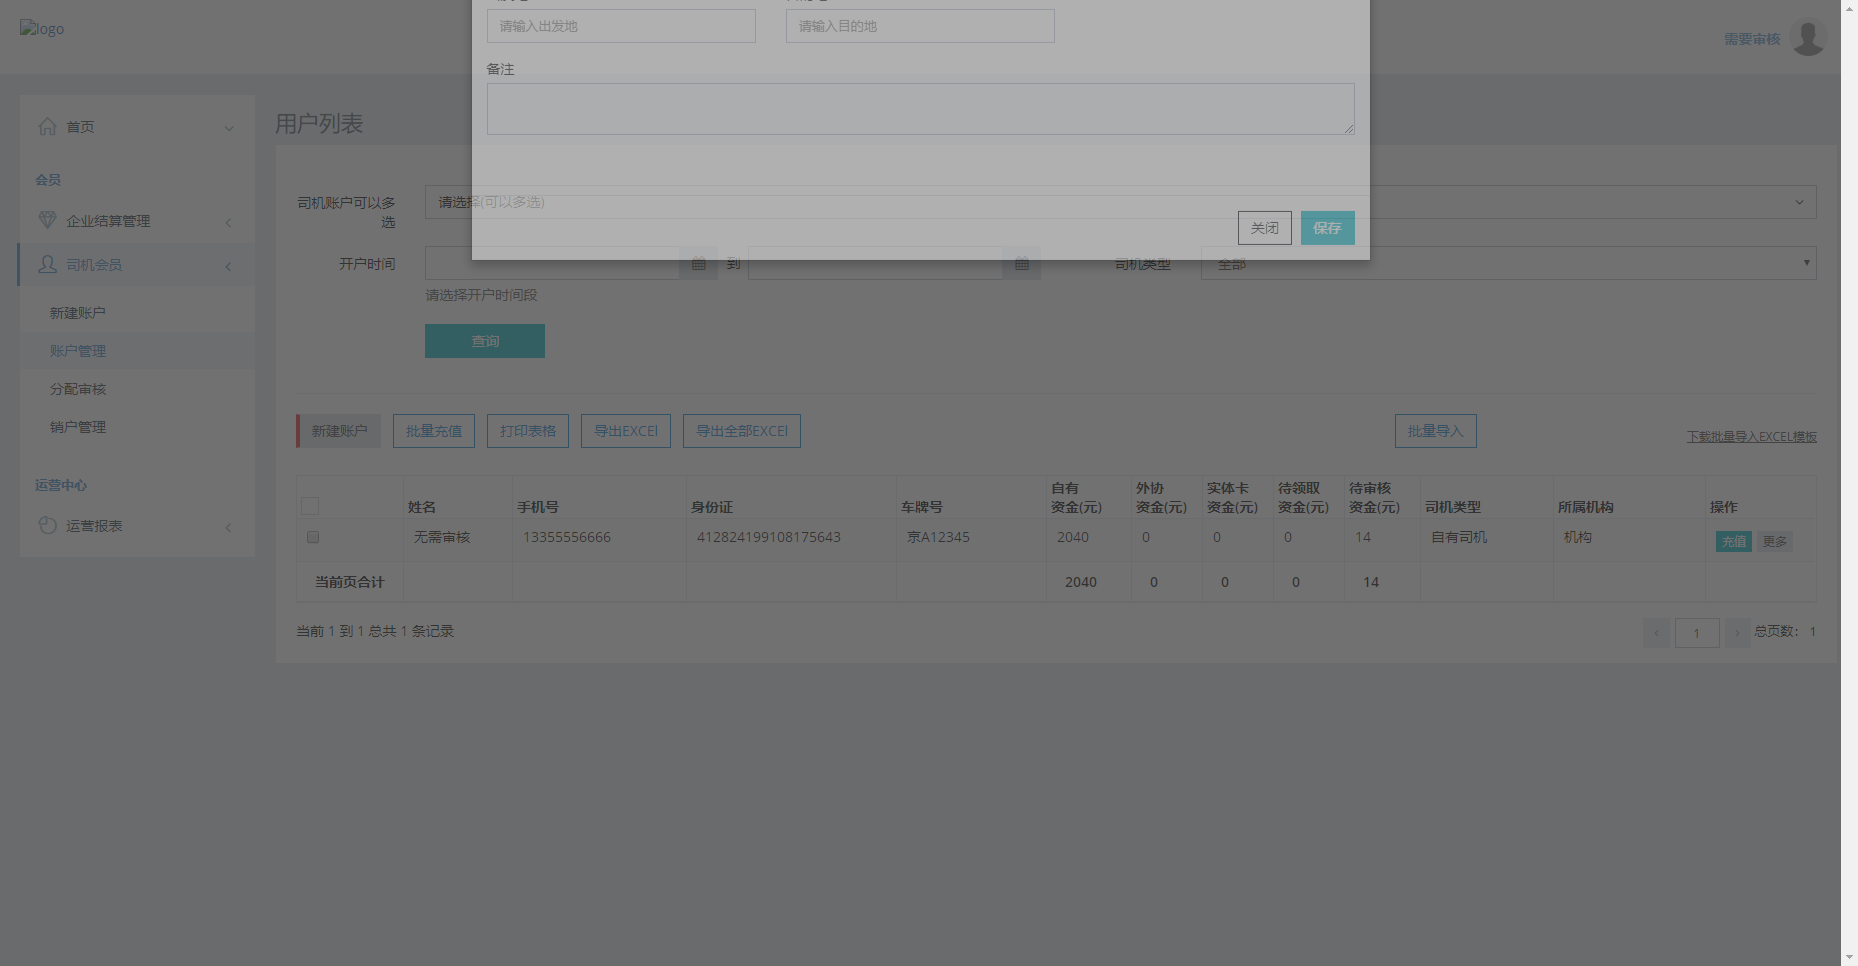 logo
需要审核
请输入出发地
请输入目的地
备注
关闭
保存
首页
会员
企业结算管理
司机会员
新建账户
账户管理
分配审核
销户管理
运营中心
运营报表
用户列表
司机账户可以多选
请选择(可以多选)
开户时间
到
司机类型
全部
请选择开户时间段
查询
新建账户
批量充值
打印表格
导出EXCEl
导出全部EXCEl
批量导入
下载批量导入EXCEL模板
姓名 手机号 身份证 车牌号 自有资金(元) 外协资金(元) 实体卡资金(元) 待领取资金(元) 待审核资金(元) 司机类型 所属机构 操作
无需审核 13355556666 412824199108175643 京A12345 2040 0 0 0 14 自有司机 机构 充值 更多
当前页合计 2040 0 0 0 14
当前 1 到 1 总共 1 条记录
1
总页数： 1